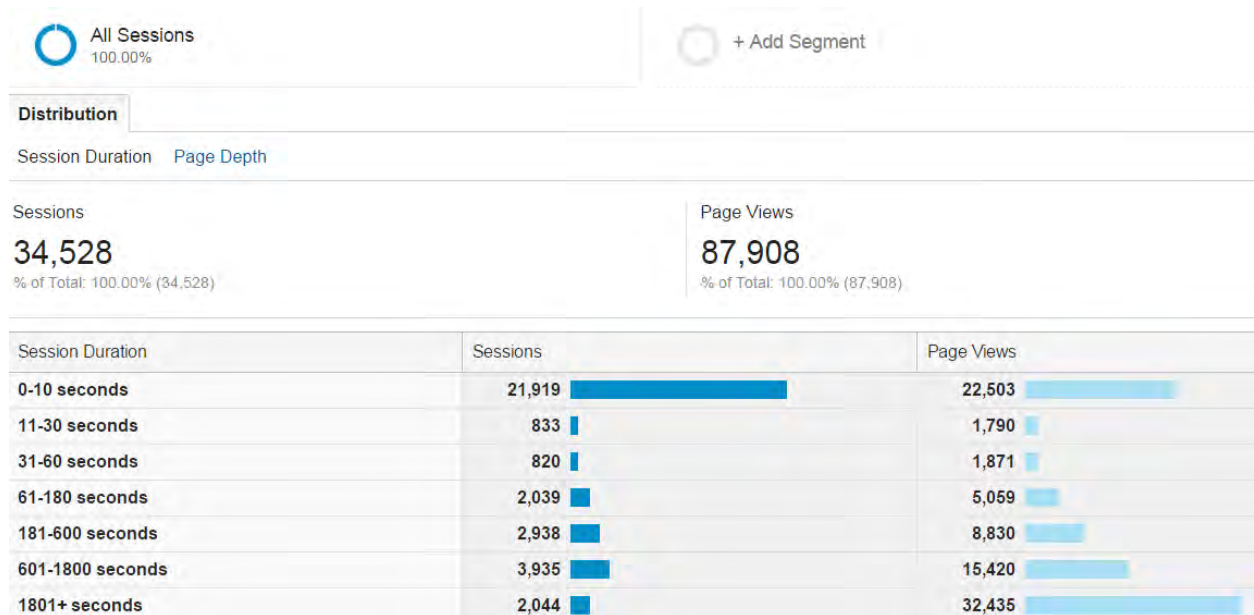 All Sessions
100.00%
+ Add Segment
Distribution
Session Duration Page Depth
Sessions Page Views
34,528 87,908
% of Total: 100.00% (34,528) % of Total: 100.00% (87,908)
Session Duration Sessions Page Views
0-10 seconds 21,919 22,503
11-30 seconds 833 1,790
31-60 seconds 820 1,871
61-180 seconds 2,039 5,059
181-600 seconds 2,938 8,830
601-1800 seconds 3,935 15,420
1801+ seconds 2,044 32,435